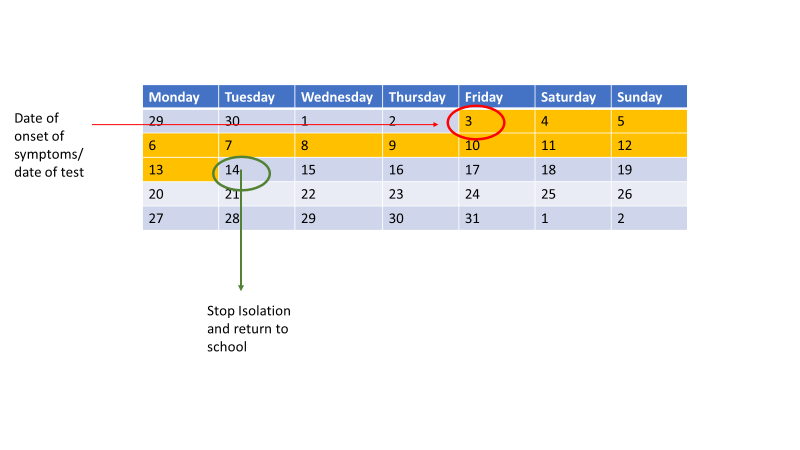 Monday Tuesday Wednesday Thursday Friday Saturday Sunday
29 30 1 2 3 4 5
6 7 8 9 10 11 12
13 14 15 16 17 18 19
20 21 22 23 24 25 26
27 28 29 30 31 1 2
Date of
onset of
symptoms/
date of test
Stop Isolation
and return to
school